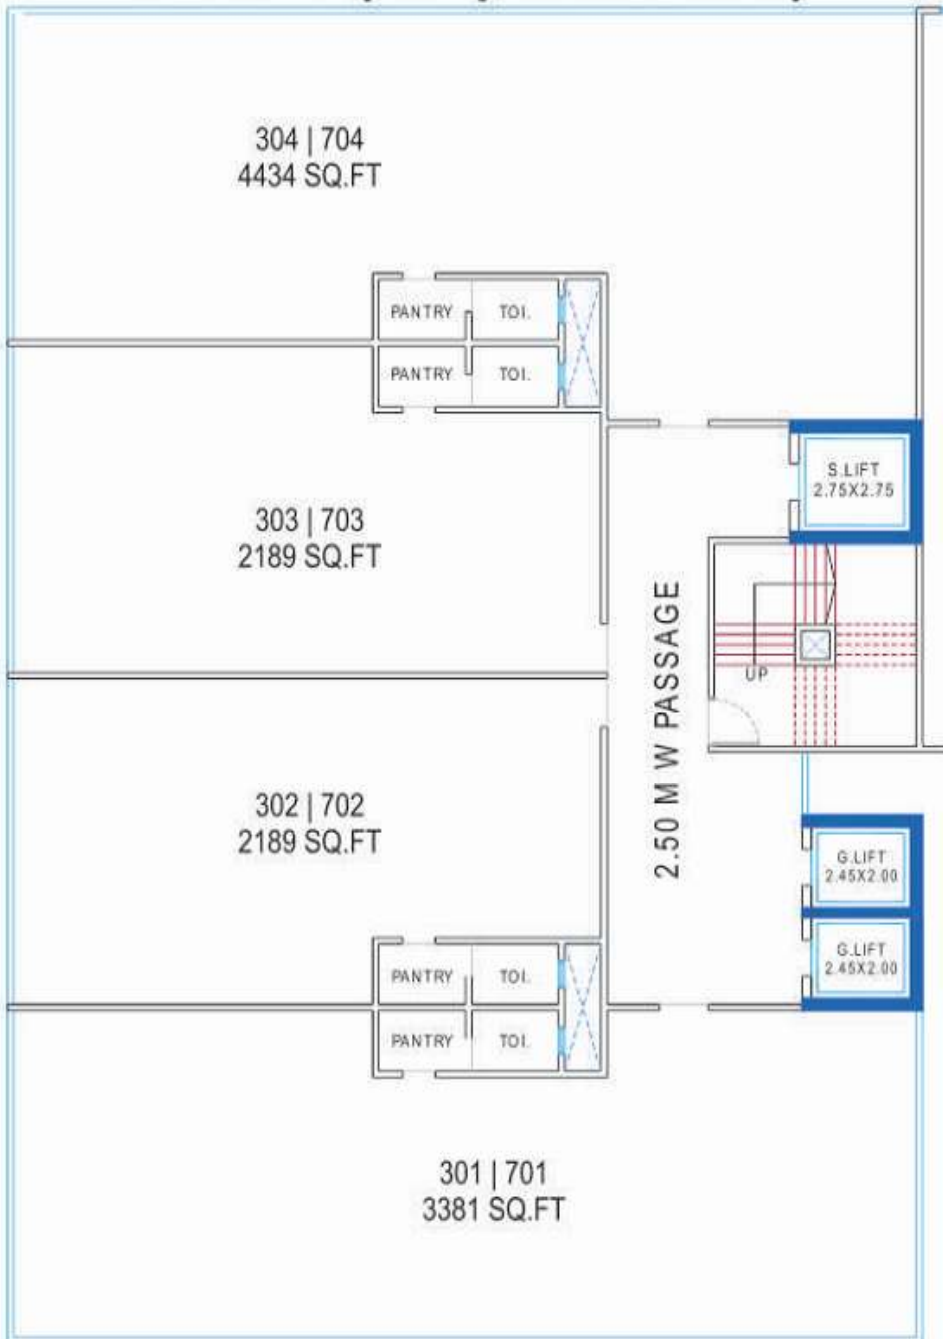 304 | 704
4434 SQ.FT
PANTRY
TOI.
PANTRY
TOI.
S.LIFT
2.75X2.75
303 | 703
2189 SQ.FT
2.50 M W PASSAGE
UP
302 | 702
2189 SQ.FT
G.LIFT
2.45X2.00
G.LIFT
2.45X2.00
PANTRY
TOI.
PANTRY
TOI.
301 | 701
3381 SQ.FT